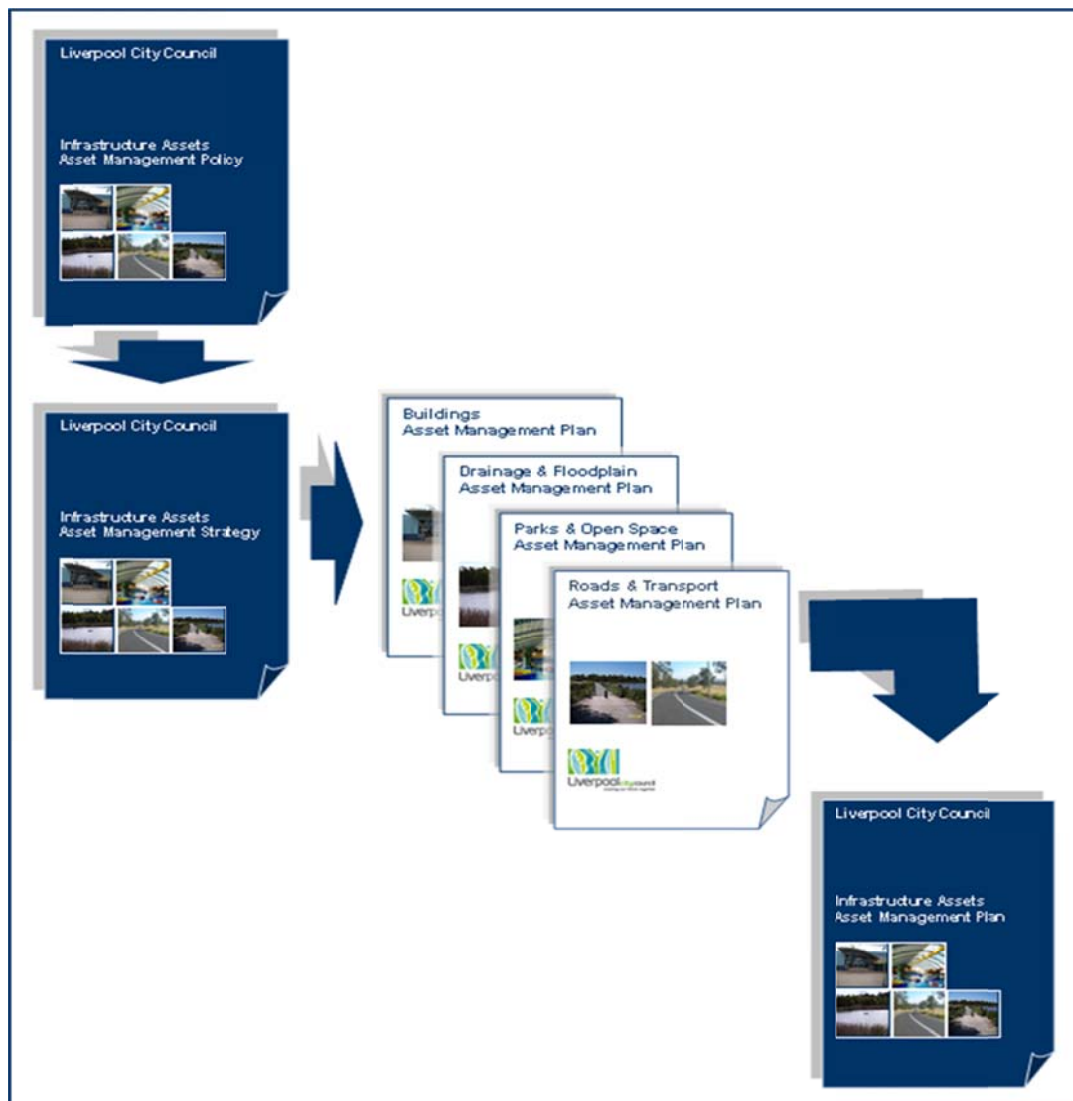 Liverpool City Council
Infrastructure Assets
Asset Management Policy
Liverpool City Council
Infrastructure Assets
Asset Management Strategy
Buildings
Asset Management Plan
Drainage & Floodplain
Asset Management Plan
Parks & Open Space
Asset Management Plan
Roads & Transport
Asset Management Plan
Liverpoolcitycouncil
Liverpool City Council
Infrastructure Assets
Asset Management Plan